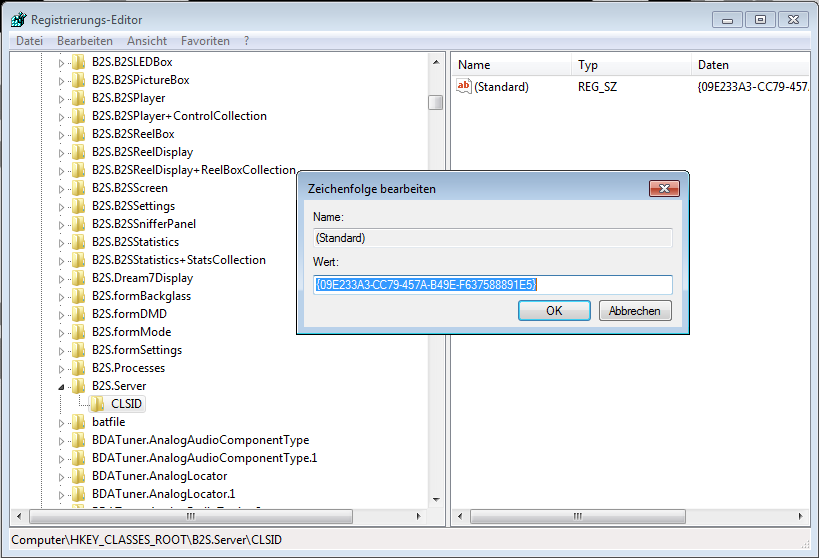 Registrierungs-Editor
Datei Bearbeiten Ansicht Favoriten ?
B2S.B2SLEDBox
B2S.B2SPictureBox
B2S.B2SPlayer
B2S.B2SPlayer+ControlCollection
B2S.B2SReelBox
B2S.B2SReelDisplay
B2S.B2SReelDisplay+ReelBoxCollection
B2S.B2SScreen
B2S.B2SSettings
B2S.B2SSnifferPanel
B2S.B2SStatistics
B2S.B2SStatistics+StatsCollection
B2S.Dream7Display
B2S.formBackglass
B2S.formDMD
B2S.formMode
B2S.formSettings
B2S.Processes
B2S.Server
CLSID
batfile
BDATuner.AnalogAudioComponentType
BDATuner.AnalogAudioComponentType.1
BDATuner.AnalogLocator
BDATuner.AnalogLocator.1
Name Typ Daten
ab (Standard) REG_SZ {09E233A3-CC79-457
Zeichenfolge bearbeiten
Name:
(Standard)
Wert:
{09E233A3-CC79-457A-B49E-F637588891E5}
OK Abbrechen
Computer\HKEY_CLASSES_ROOT\B2S.Server\CLSID